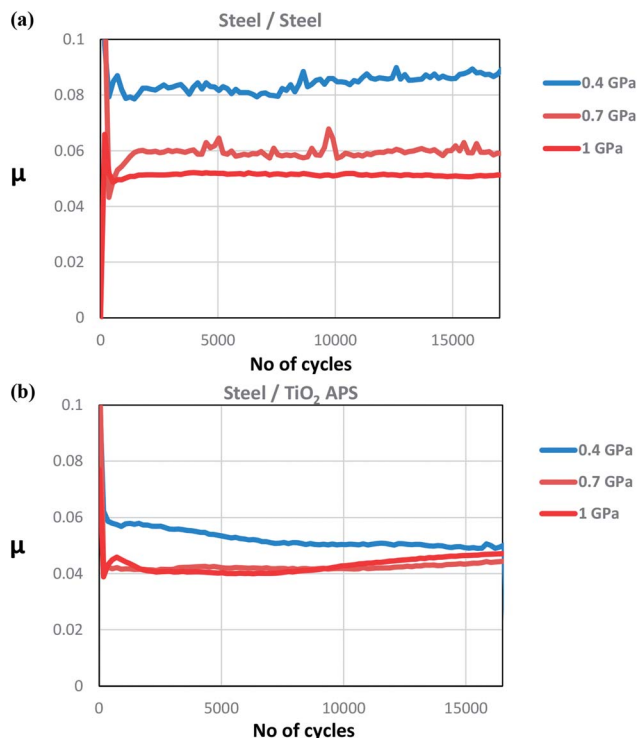 (a)
Steel / Steel
0.1
0.08
0.06
0.04
0.02
0
μ
0
5000
10000
15000
No of cycles
0.4 GPa
0.7 GPa
1 GPa
(b)
Steel / TiO₂ APS
0.1
0.08
0.06
0.04
0.02
0
μ
0
5000
10000
15000
No of cycles
0.4 GPa
0.7 GPa
1 GPa